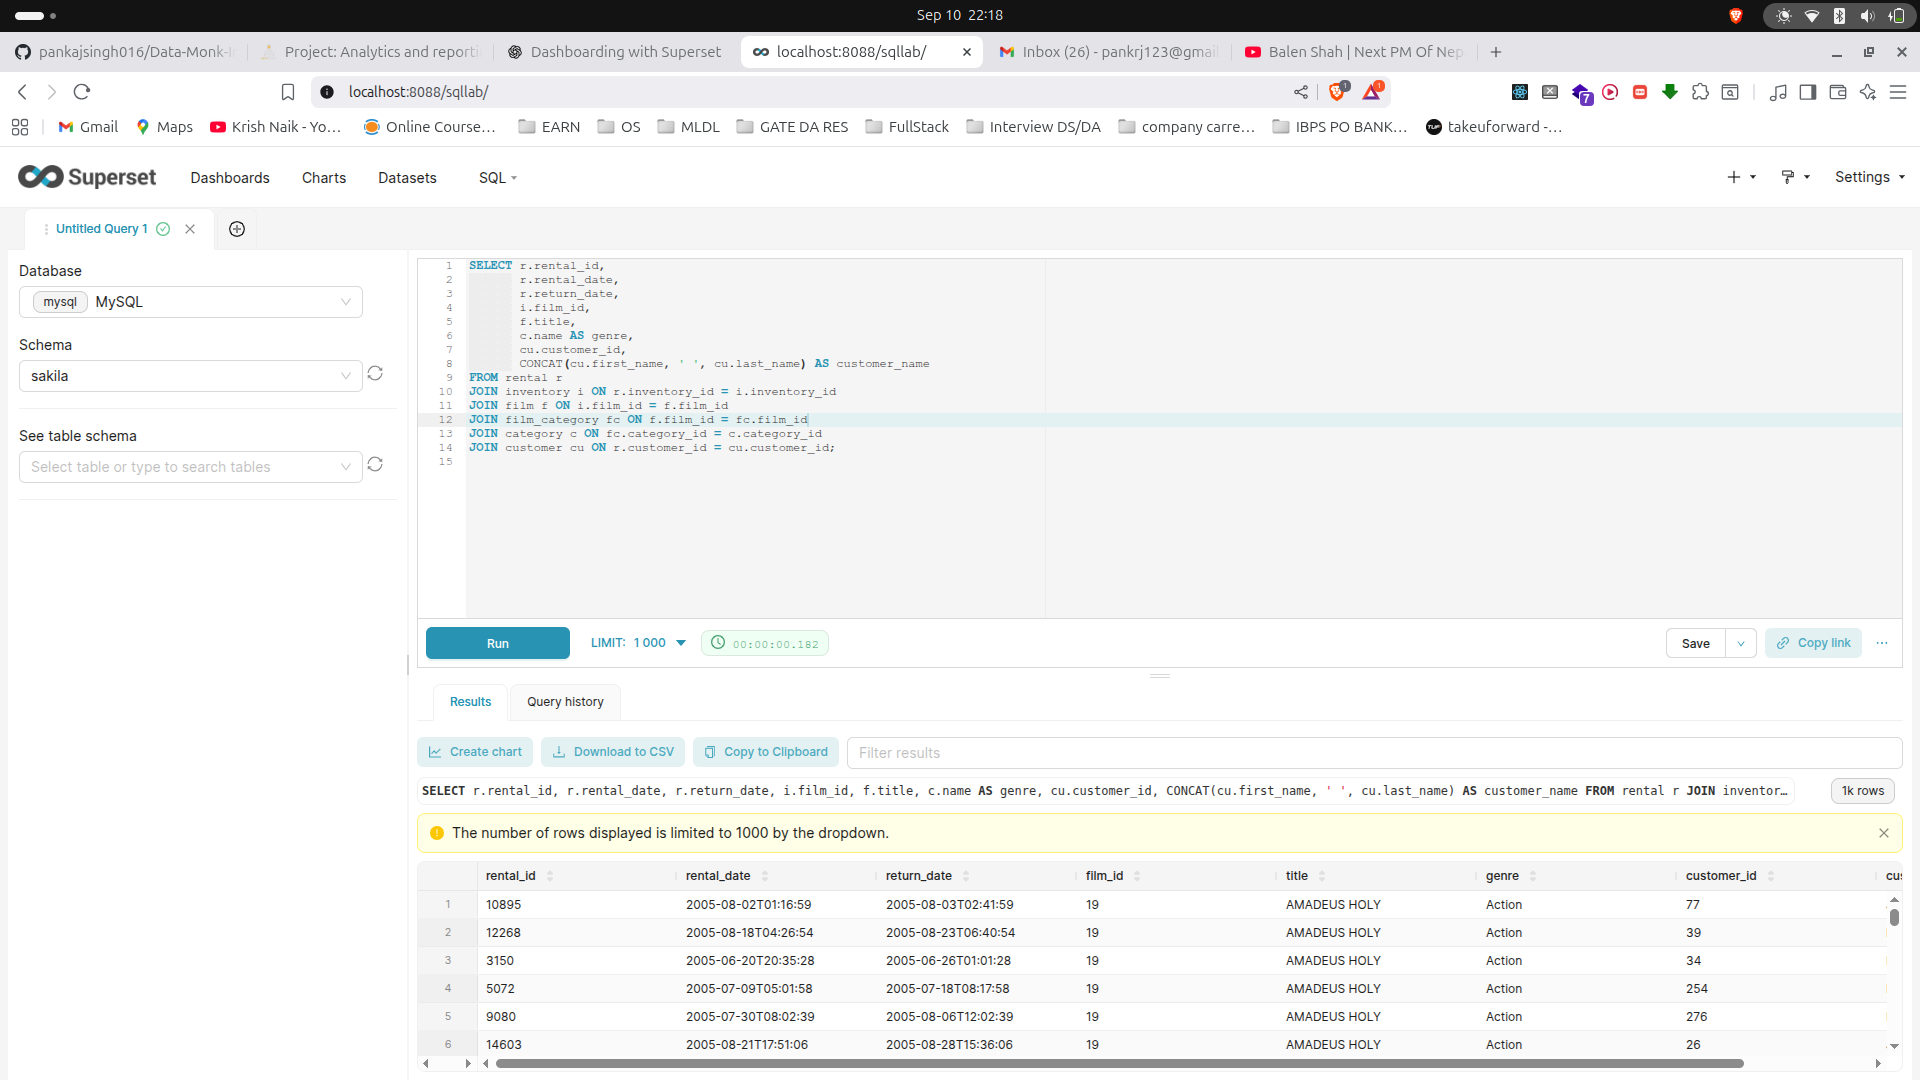 Sep 10 22:18
pankajsingh016/Data-Monk-I
Project: Analytics and reporti
Dashboarding with Superset
localhost:8088/sqllab/
Inbox (26) - pankrj123@gmai
Balen Shah | Next PM Of Nep
localhost:8088/sqllab/
1
1
7
Gmail
Maps
Krish Naik - Yo...
Online Course...
EARN
OS
MLDL
GATE DA RES
FullStack
Interview DS/DA
company carre...
IBPS PO BANK...
takeuforward -...
Superset
Dashboards
Charts
Datasets
SQL
Settings
Untitled Query 1
Database
mysql MySQL
Schema
sakila
See table schema
Select table or type to search tables
1 SELECT r.rental_id,
2 r.rental_date,
3 r.return_date,
4 i.film_id,
5 f.title,
6 c.name AS genre,
7 cu.customer_id,
8 CONCAT(cu.first_name, ' ', cu.last_name) AS customer_name
9 FROM rental r
10 JOIN inventory i ON r.inventory_id = i.inventory_id
11 JOIN film f ON i.film_id = f.film_id
12 JOIN film_category fc ON f.film_id = fc.film_id
13 JOIN category c ON fc.category_id = c.category_id
14 JOIN customer cu ON r.customer_id = cu.customer_id;
15
Run
LIMIT: 1 000
00:00:00.182
Save
Copy link
Results
Query history
Create chart
Download to CSV
Copy to Clipboard
Filter results
SELECT r.rental_id, r.rental_date, r.return_date, i.film_id, f.title, c.name AS genre, cu.customer_id, CONCAT(cu.first_name, ' ', cu.last_name) AS customer_name FROM rental r JOIN inventor...
1k rows
The number of rows displayed is limited to 1000 by the dropdown.
rental_id rental_date return_date film_id title genre customer_id cus
1 10895 2005-08-02T01:16:59 2005-08-03T02:41:59 19 AMADEUS HOLY Action 77
2 12268 2005-08-18T04:26:54 2005-08-23T06:40:54 19 AMADEUS HOLY Action 39
3 3150 2005-06-20T20:35:28 2005-06-26T01:01:28 19 AMADEUS HOLY Action 34
4 5072 2005-07-09T05:01:58 2005-07-18T08:17:58 19 AMADEUS HOLY Action 254
5 9080 2005-07-30T08:02:39 2005-08-06T12:02:39 19 AMADEUS HOLY Action 276
6 14603 2005-08-21T17:51:06 2005-08-28T15:36:06 19 AMADEUS HOLY Action 26